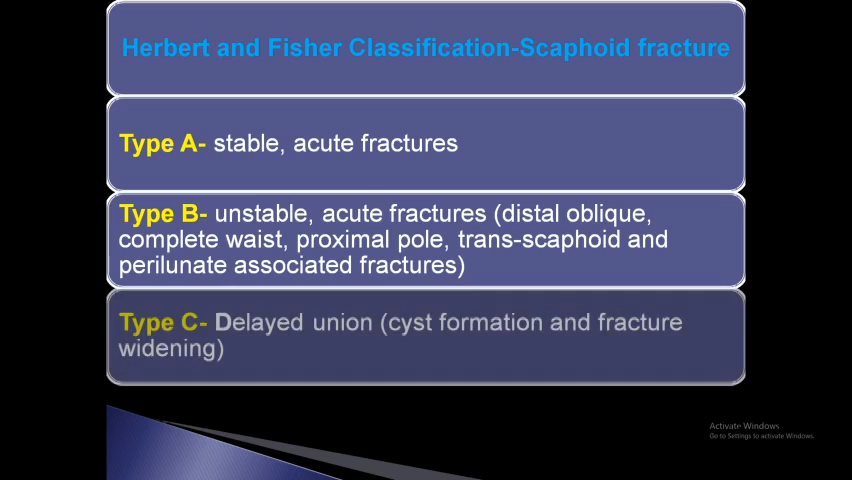 Herbert and Fisher Classification-Scaphoid fracture
Type A- stable, acute fractures
Type B- unstable, acute fractures (distal oblique,
complete waist, proximal pole, trans-scaphoid and
perilunate associated fractures)
Type C- Delayed union (cyst formation and fracture
widening)
Activate Windows
Go to Settings to activate Windows.